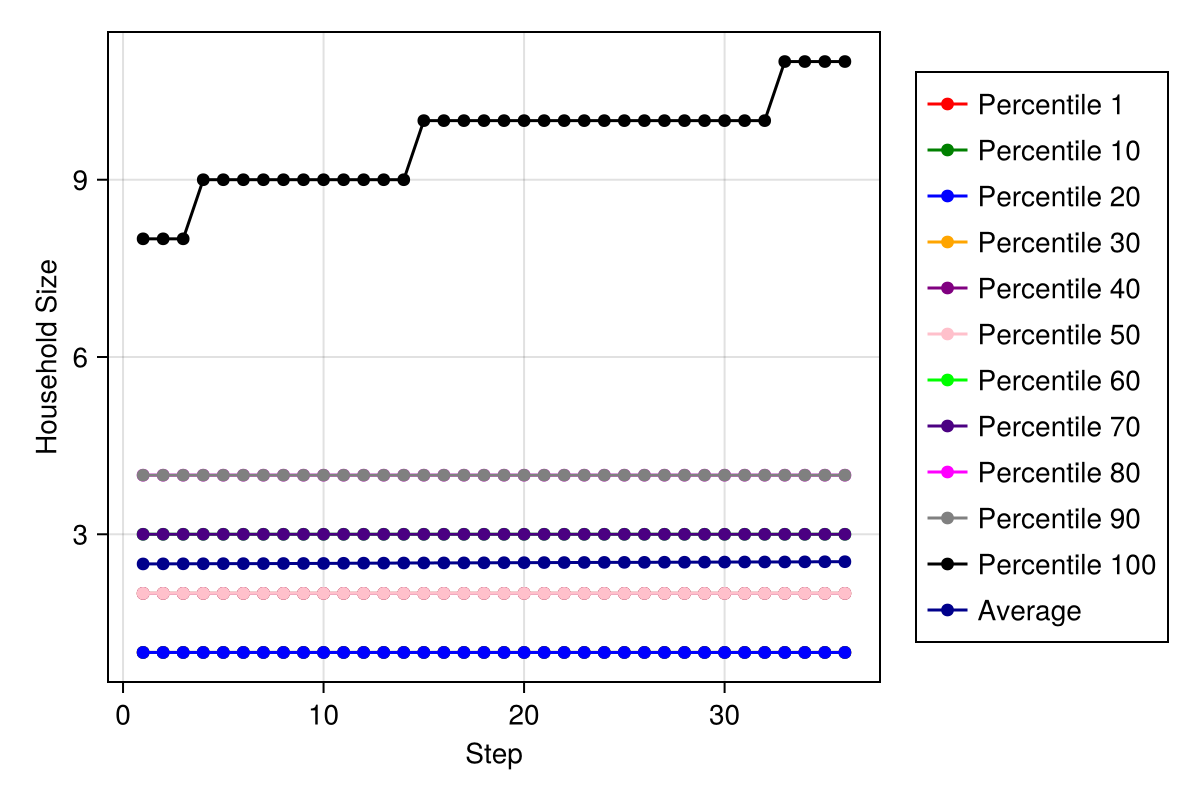 Household Size
9
6
3
0 10 20 30
Step
Percentile 1
Percentile 10
Percentile 20
Percentile 30
Percentile 40
Percentile 50
Percentile 60
Percentile 70
Percentile 80
Percentile 90
Percentile 100
Average